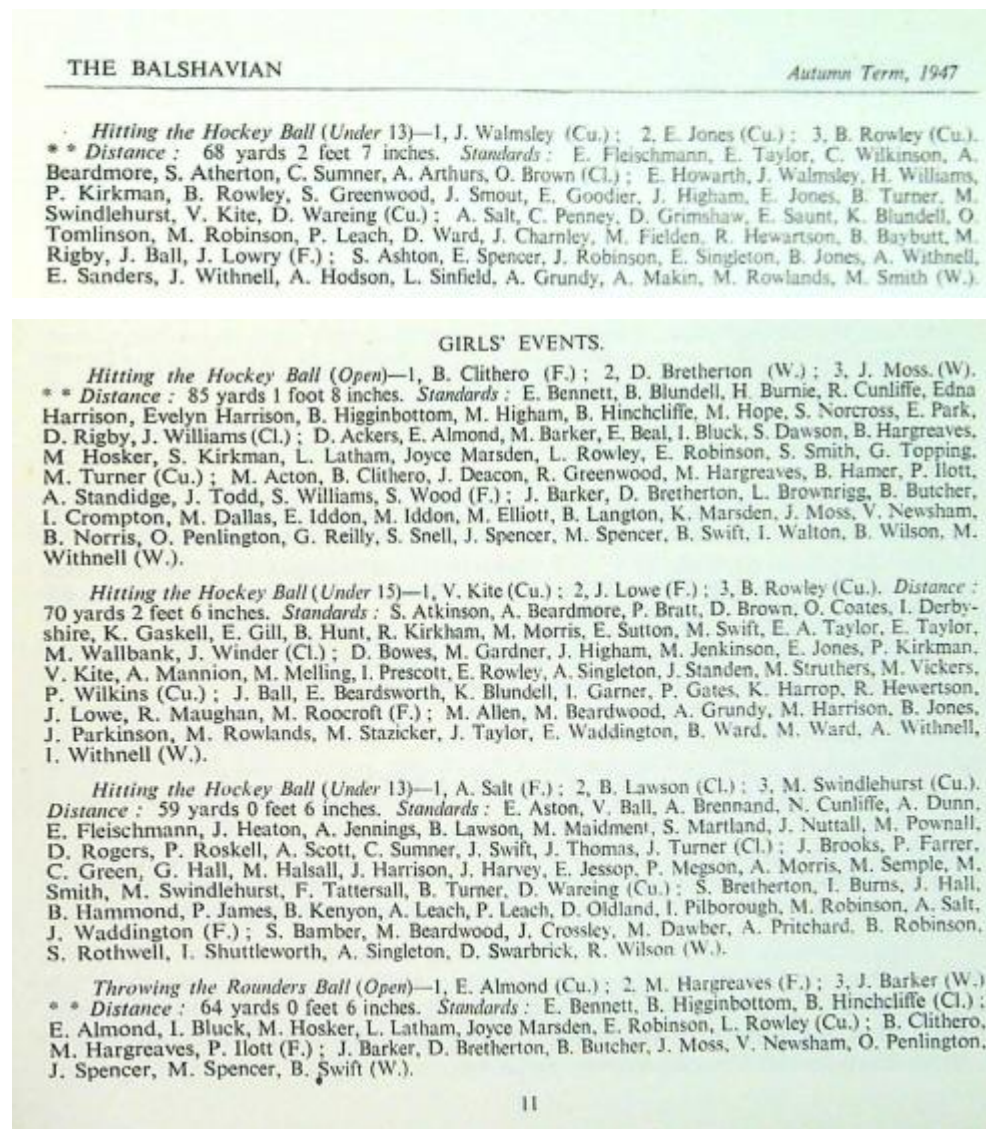 THE BALSHAVIAN
Autumn Term, 1947
Hitting the Hockey Ball (Under 13)—1, J. Walmsley (Cu.) ; 2, E. Jones (Cu.) ; 3, B. Rowley (Cu.).
* * Distance : 68 yards 2 feet 7 inches. Standards : E. Fleischmann, E. Taylor, C. Wilkinson, A.
Beardmore, S. Atherton, C. Sumner, A. Arthurs, O. Brown (Cl.) ; E. Howarth, J. Walmsley, H. Williams,
P. Kirkman, B. Rowley, S. Greenwood, J. Smout, E. Goodier, J. Higham, E. Jones, B. Turner, M.
Swindlehurst, V. Kite, D. Wareing (Cu.) ; A. Salt, C. Penney, D. Grimshaw, E. Saunt, K. Blundell, O.
Tomlinson, M. Robinson, P. Leach, D. Ward, J. Charnley, M. Fielden, R. Hewartson, B. Baybutt, M.
Rigby, J. Ball, J. Lowry (F.) ; S. Ashton, E. Spencer, J. Robinson, E. Singleton, B. Jones, A. Withnell,
E. Sanders, J. Withnell, A. Hodson, L. Sinfield, A. Grundy, A. Makin, M. Rowlands, M. Smith (W.).
GIRLS' EVENTS.
Hitting the Hockey Ball (Open)—1, B. Clithero (F.) ; 2, D. Bretherton (W.) ; 3, J. Moss. (W).
* * Distance : 85 yards 1 foot 8 inches. Standards : E. Bennett, B. Blundell, H. Burnie, R. Cunliffe, Edna
Harrison, Evelyn Harrison, B. Higginbottom, M. Higham, B. Hinchcliffe, M. Hope, S. Norcross, E. Park,
D. Rigby, J. Williams (Cl.) ; D. Ackers, E. Almond, M. Barker, E. Beal, I. Bluck, S. Dawson, B. Hargreaves,
M Hosker, S. Kirkman, L. Latham, Joyce Marsden, L. Rowley, E. Robinson, S. Smith, G. Topping,
M. Turner (Cu.) ; M. Acton, B. Clithero, J. Deacon, R. Greenwood, M. Hargreaves, B. Hamer, P. Ilott,
A. Standidge, J. Todd, S. Williams, S. Wood (F.) ; J. Barker, D. Bretherton, L. Brownrigg, B. Butcher,
I. Crompton, M. Dallas, E. Iddon, M. Iddon, M. Elliott, B. Langton, K. Marsden, J. Moss, V. Newsham,
B. Norris, O. Penlington, G. Reilly, S. Snell, J. Spencer, M. Spencer, B. Swift, I. Walton, B. Wilson, M.
Withnell (W.).
Hitting the Hockey Ball (Under 15)—1, V. Kite (Cu.) ; 2, J. Lowe (F.) ; 3, B. Rowley (Cu.). Distance :
70 yards 2 feet 6 inches. Standards : S. Atkinson, A. Beardmore, P. Bratt, D. Brown, O. Coates, I. Derby-
shire, K. Gaskell, E. Gill, B. Hunt, R. Kirkham, M. Morris, E. Sutton, M. Swift, E. A. Taylor, E. Taylor,
M. Wallbank, J. Winder (Cl.) ; D. Bowes, M. Gardner, J. Higham, M. Jenkinson, E. Jones, P. Kirkman,
V. Kite, A. Mannion, M. Melling, I. Prescott, E. Rowley, A. Singleton, J. Standen, M. Struthers, M. Vickers,
P. Wilkins (Cu.) ; J. Ball, E. Beardsworth, K. Blundell, I. Garner, P. Gates, K. Harrop, R. Hewertson,
J. Lowe, R. Maughan, M. Roocroft (F.) ; M. Allen, M. Beardwood, A. Grundy, M. Harrison, B. Jones,
J. Parkinson, M. Rowlands, M. Stazicker, J. Taylor, E. Waddington, B. Ward, M. Ward, A. Withnell,
I. Withnell (W.).
Hitting the Hockey Ball (Under 13)—1, A. Salt (F.) ; 2, B. Lawson (Cl.) ; 3, M. Swindlehurst (Cu.).
Distance : 59 yards 0 feet 6 inches. Standards : E. Aston, V. Ball, A. Brennand, N. Cunliffe, A. Dunn,
E. Fleischmann, J. Heaton, A. Jennings, B. Lawson, M. Maidment, S. Martland, J. Nuttall, M. Pownall,
D. Rogers, P. Roskell, A. Scott, C. Sumner, J. Swift, J. Thomas, J. Turner (Cl.) ; J. Brooks, P. Farrer,
C. Green, G. Hall, M. Halsall, J. Harrison, J. Harvey, E. Jessop, P. Megson, A. Morris, M. Semple, M.
Smith, M. Swindlehurst, F. Tattersall, B. Turner, D. Wareing (Cu.) ; S. Bretherton, I. Burns, J. Hall,
B. Hammond, P. James, B. Kenyon, A. Leach, P. Leach, D. Oldland, I. Pilborough, M. Robinson, A. Salt,
J. Waddington (F.) ; S. Bamber, M. Beardwood, J. Crossley, M. Dawber, A. Pritchard, B. Robinson,
S. Rothwell, I. Shuttleworth, A. Singleton, D. Swarbrick, R. Wilson (W.).
Throwing the Rounders Ball (Open)—1, E. Almond (Cu.) ; 2. M. Hargreaves (F.) ; 3, J. Barker (W.)
* * Distance : 64 yards 0 feet 6 inches. Standards : E. Bennett, B. Higginbottom, B. Hinchcliffe (Cl.) ;
E. Almond, I. Bluck, M. Hosker, L. Latham, Joyce Marsden, E. Robinson, L. Rowley (Cu.) ; B. Clithero,
M. Hargreaves, P. Ilott (F.) ; J. Barker, D. Bretherton, B. Butcher, J. Moss, V. Newsham, O. Penlington,
J. Spencer, M. Spencer, B. Swift (W.).
11